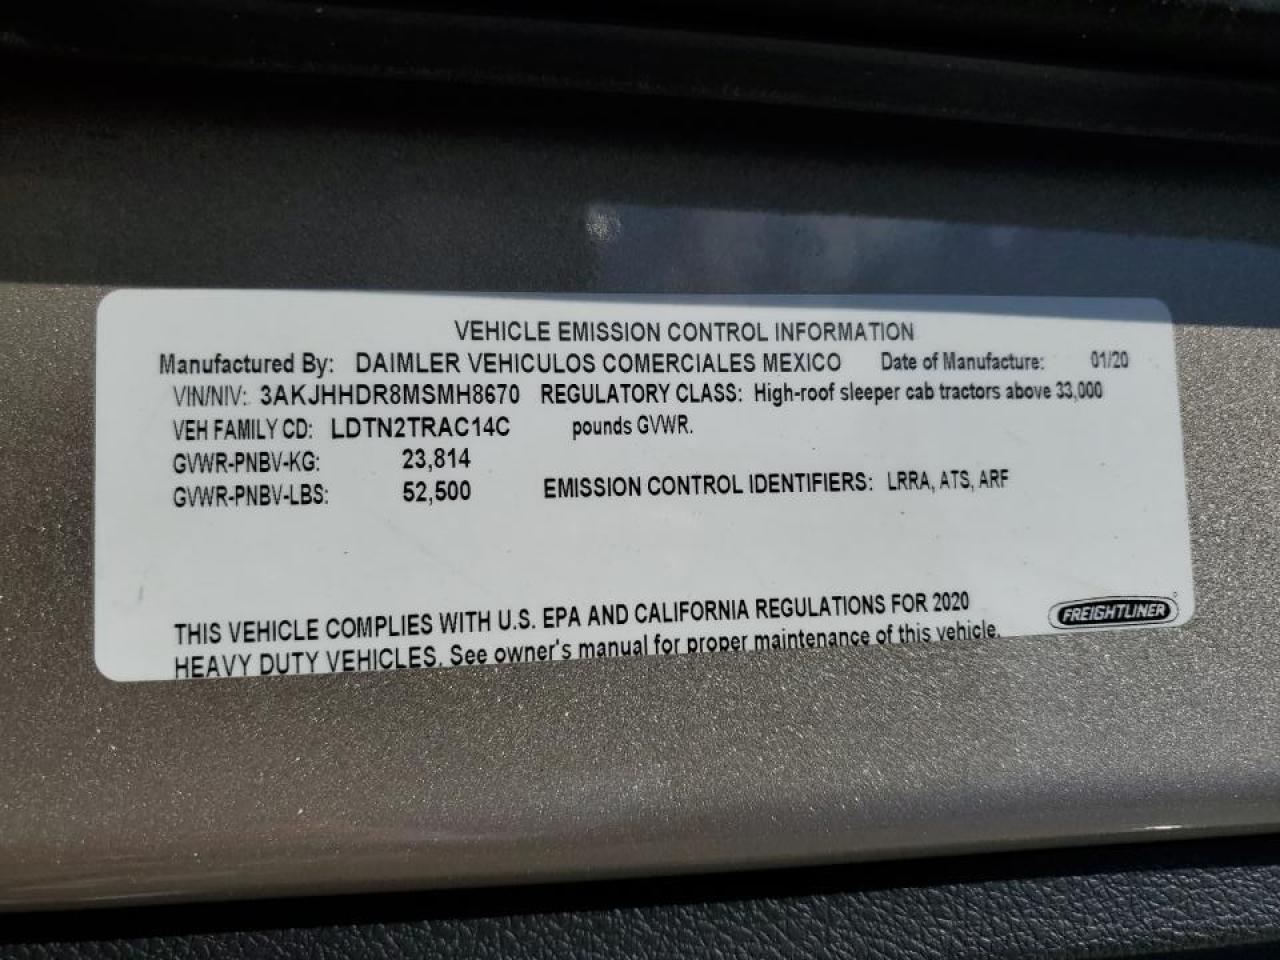 VEHICLE EMISSION CONTROL INFORMATION
Manufactured By: DAIMLER VEHICULOS COMERCIALES MEXICO Date of Manufacture: 01/20
VIN/NIV: 3AKJHHDR8MSMH8670 REGULATORY CLASS: High-roof sleeper cab tractors above 33,000
VEH FAMILY CD: LDTN2TRAC14C pounds GVWR.
GVWR-PNBV-KG: 23,814
GVWR-PNBV-LBS: 52,500 EMISSION CONTROL IDENTIFIERS: LRRA, ATS, ARF
THIS VEHICLE COMPLIES WITH U.S. EPA AND CALIFORNIA REGULATIONS FOR 2020
HEAVY DUTY VEHICLES. See owner's manual for proper maintenance of this vehicle.
FREIGHTLINER